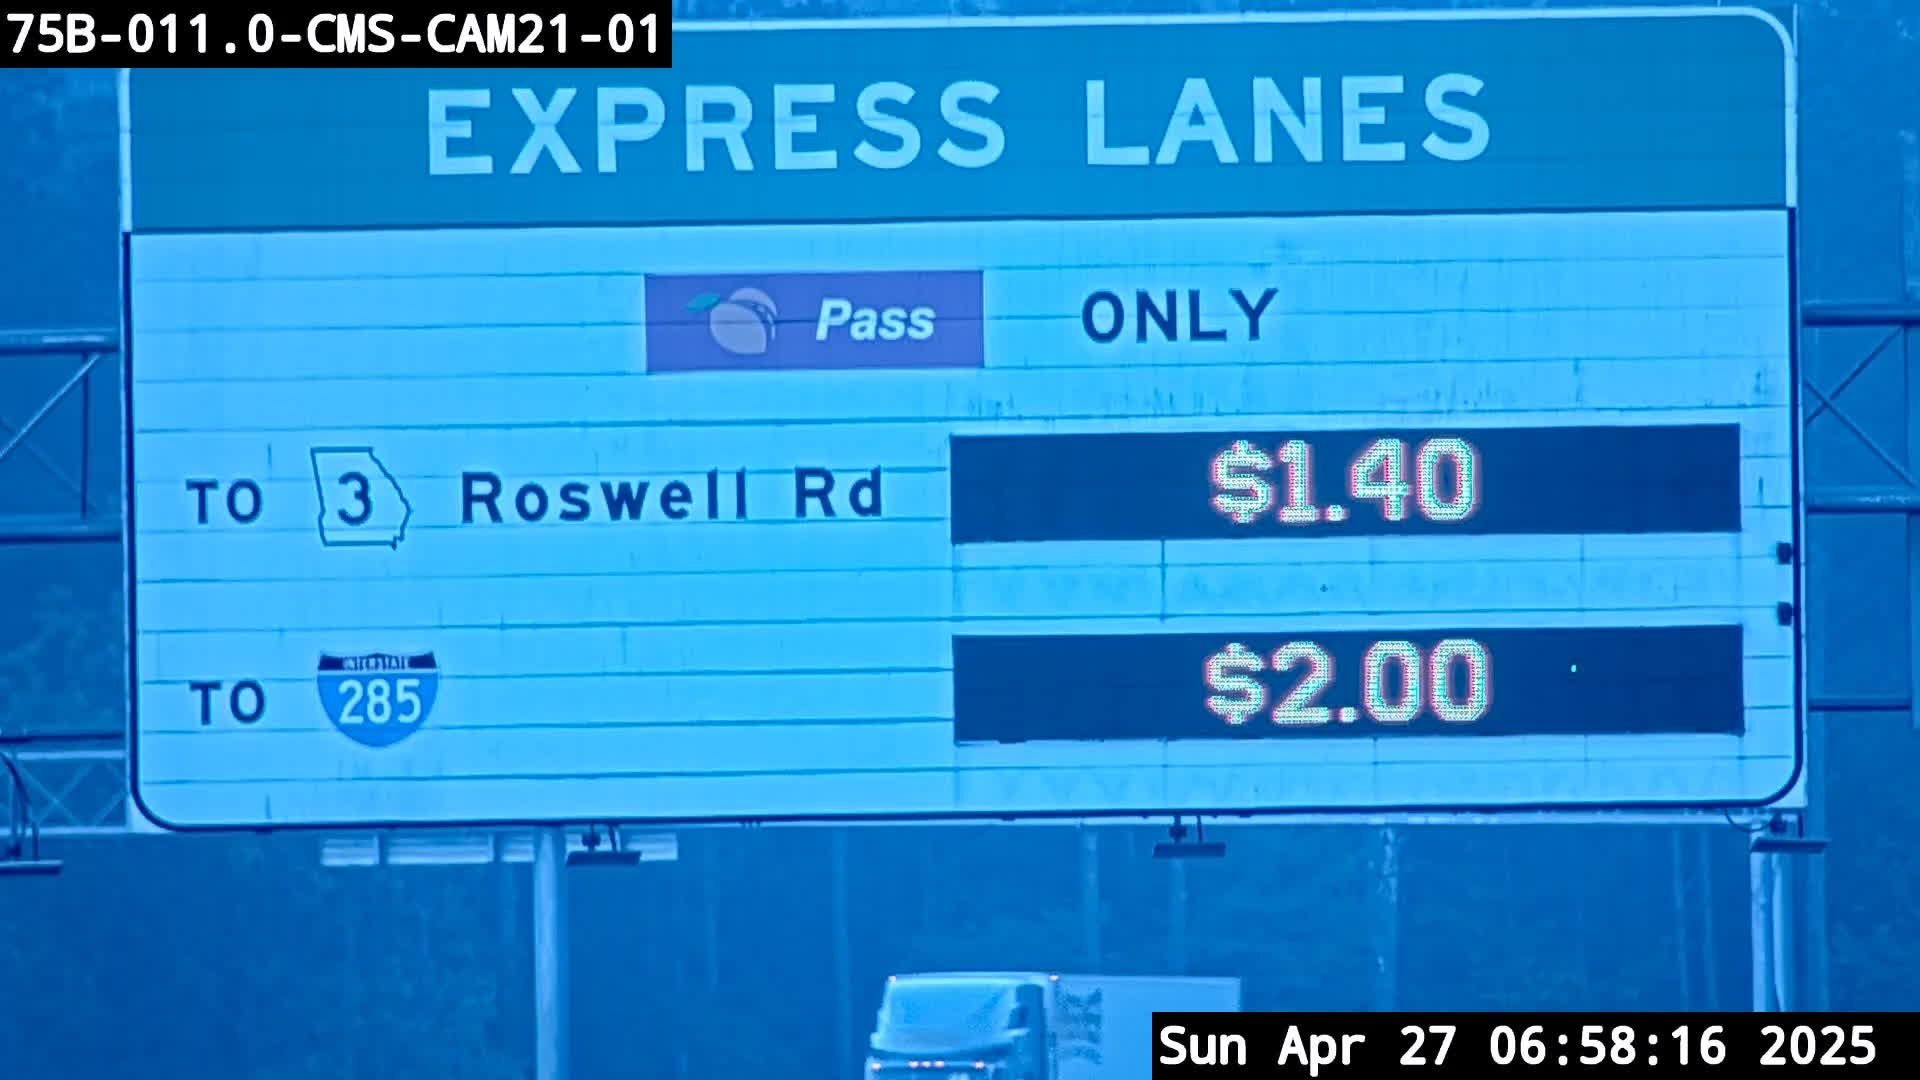 75B-011.0-CMS-CAM21-01
EXPRESS LANES
Pass ONLY
TO 3 Roswell Rd $1.40
TO INTERSTATE 285 $2.00
Sun Apr 27 06:58:16 2025